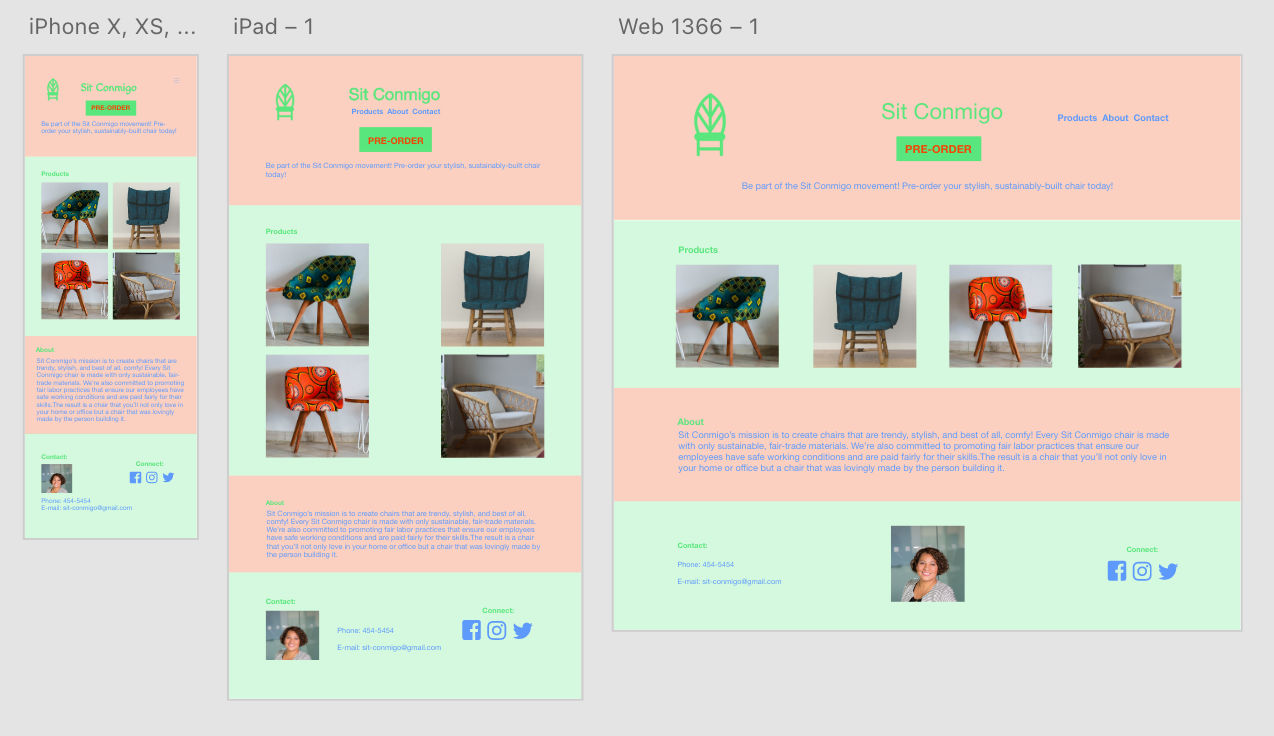 iPhone X, XS, ...
Sit Conmigo
PRE-ORDER
Be part of the Sit Conmigo movement! Pre-
order your stylish, sustainably-built chair today!
Products
About
Sit Conmigo's mission is to create chairs that are
trendy, stylish, and best of all, comfy! Every Sit
Conmigo chair is made with only sustainable, fair-
trade materials. We're also committed to promoting
fair labor practices that ensure our employees have
safe working conditions and are paid fairly for their
skills.The result is a chair that you'll not only love in
your home or office but a chair that was lovingly
made by the person building it.
Contact:
Connect:
Phone: 454-5454
E-mail: sit-conmigo@gmail.com
iPad – 1
Sit Conmigo
Products About Contact
PRE-ORDER
Be part of the Sit Conmigo movement! Pre-order your stylish, sustainably-built chair
today!
Products
About
Sit Conmigo's mission is to create chairs that are trendy, stylish, and best of all,
comfy! Every Sit Conmigo chair is made with only sustainable, fair-trade materials.
We're also committed to promoting fair labor practices that ensure our employees
have safe working conditions and are paid fairly for their skills.The result is a chair
that you'll not only love in your home or office but a chair that was lovingly made by
the person building it.
Contact:
Connect:
Phone: 454-5454
E-mail: sit-conmigo@gmail.com
Web 1366 – 1
Sit Conmigo
Products About Contact
PRE-ORDER
Be part of the Sit Conmigo movement! Pre-order your stylish, sustainably-built chair today!
Products
About
Sit Conmigo's mission is to create chairs that are trendy, stylish, and best of all, comfy! Every Sit Conmigo chair is made
with only sustainable, fair-trade materials. We're also committed to promoting fair labor practices that ensure our
employees have safe working conditions and are paid fairly for their skills.The result is a chair that you'll not only love in
your home or office but a chair that was lovingly made by the person building it.
Contact:
Connect:
Phone: 454-5454
E-mail: sit-conmigo@gmail.com